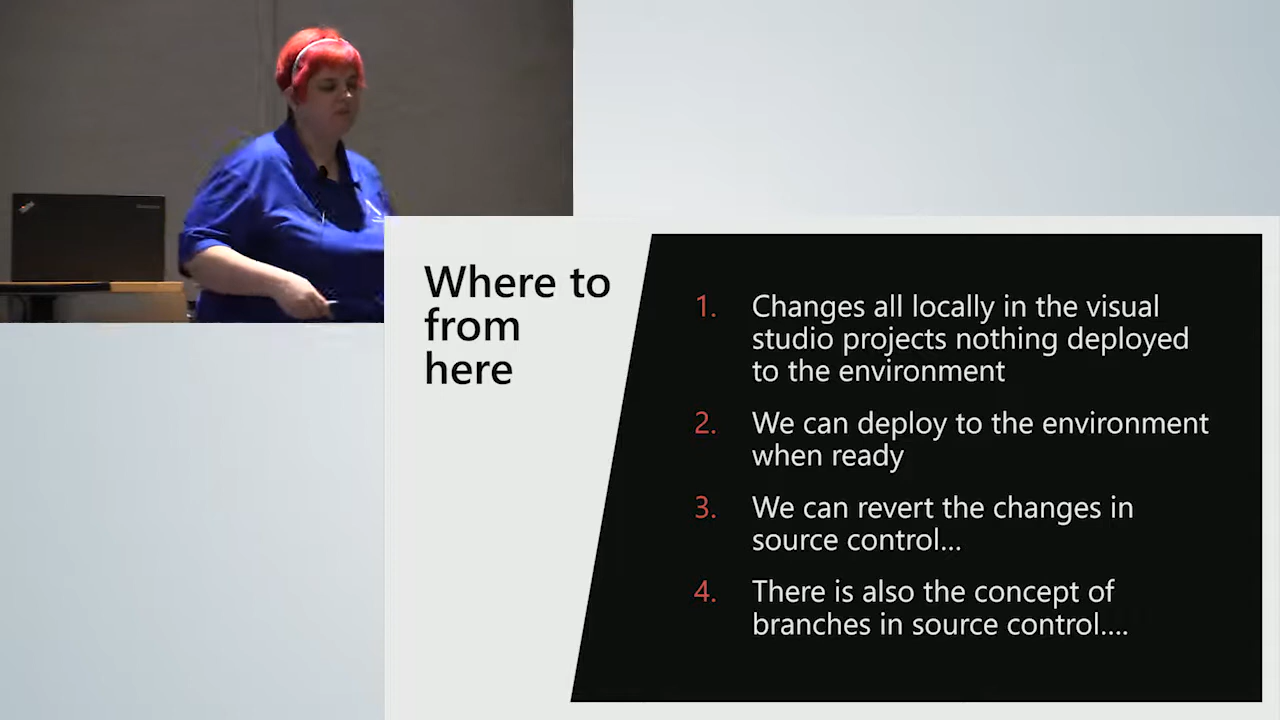 Where to
from
here
1. Changes all locally in the visual
studio projects nothing deployed
to the environment
2. We can deploy to the environment
when ready
3. We can revert the changes in
source control...
4. There is also the concept of
branches in source control....